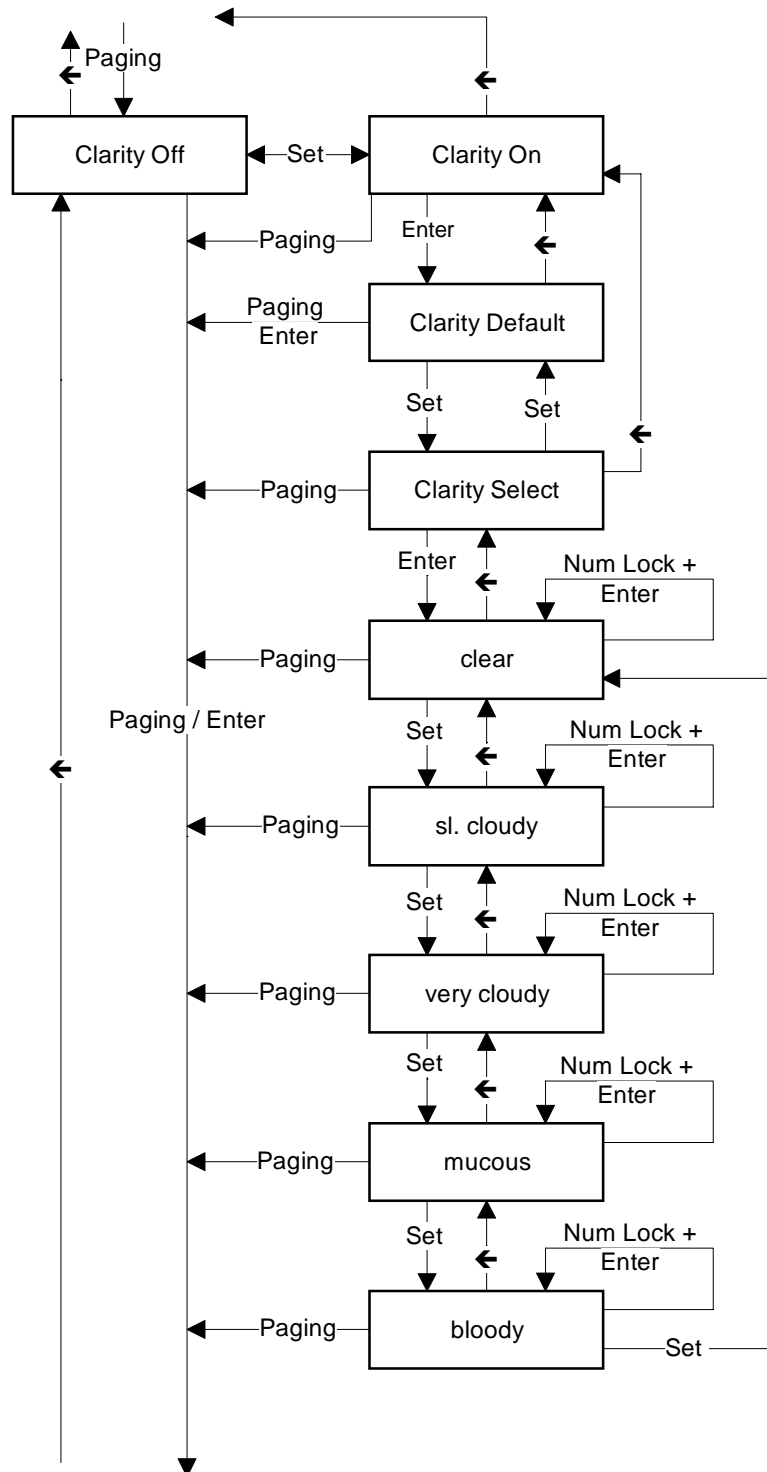 Paging
🡸
🡸
Clarity Off
Set
Clarity On
Paging
Enter
🡸
Paging
Enter
Clarity Default
Set
Set
🡸
Paging
Clarity Select
Enter
🡸
Num Lock +
Enter
Paging
clear
Paging / Enter
Set
🡸
Num Lock +
Enter
🡸
Paging
sl. cloudy
Set
🡸
Num Lock +
Enter
Paging
very cloudy
Set
🡸
Num Lock +
Enter
Paging
mucous
Set
🡸
Num Lock +
Enter
Paging
bloody
Set